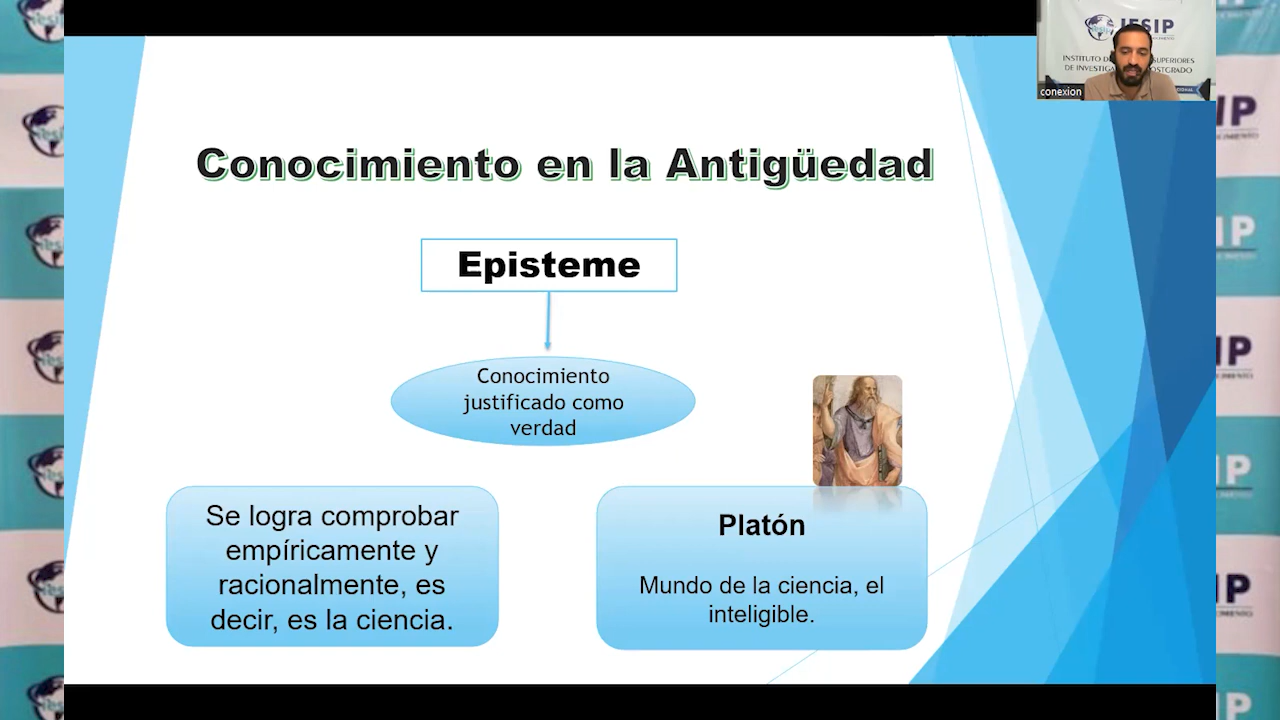 Conocimiento en la Antigüedad
Episteme
Conocimiento
justificado como
verdad
Se logra comprobar
empíricamente y
racionalmente, es
decir, es la ciencia.
Platón
Mundo de la ciencia, el
inteligible.
IESIP
conexion